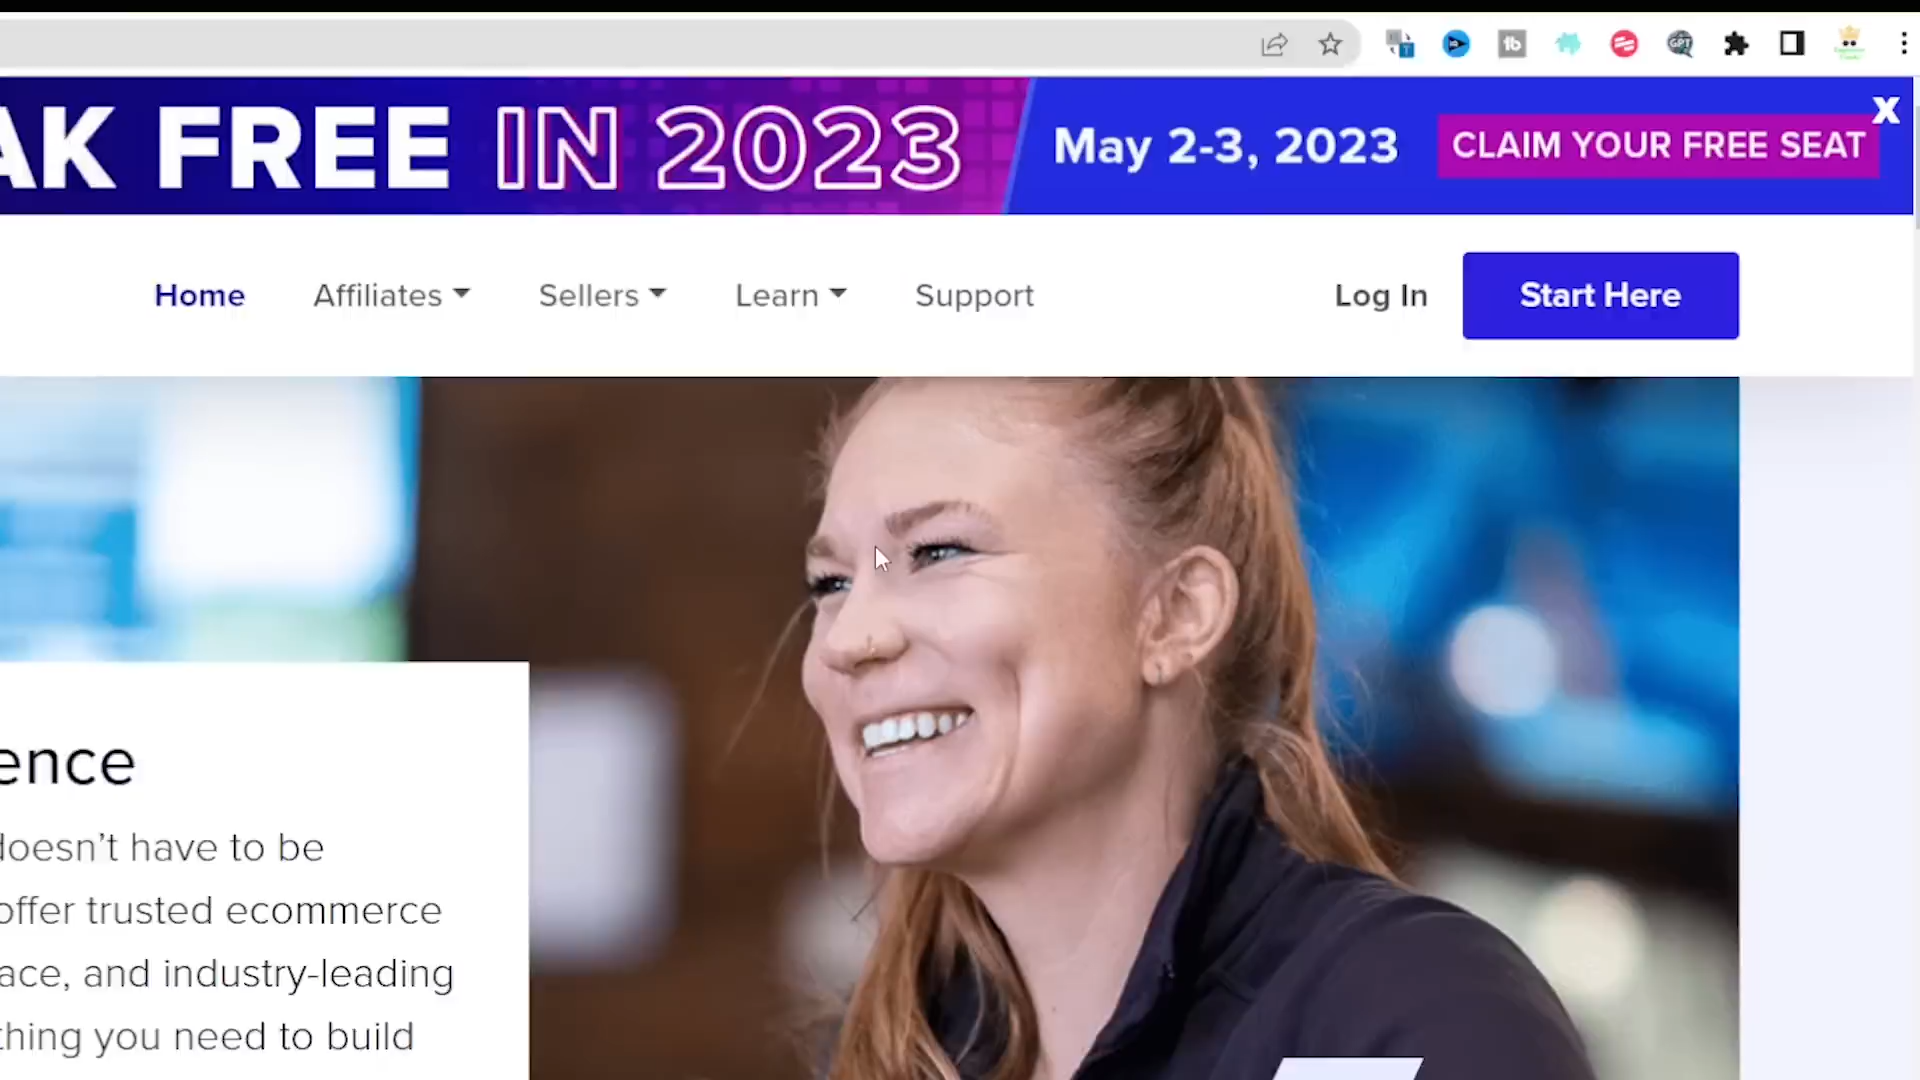 AK FREE IN 2023
May 2-3, 2023
CLAIM YOUR FREE SEAT
X
Home
Affiliates
Sellers
Learn
Support
Log In
Start Here
ence
doesn't have to be
offer trusted ecommerce
ace, and industry-leading
thing you need to build
tb
GPT